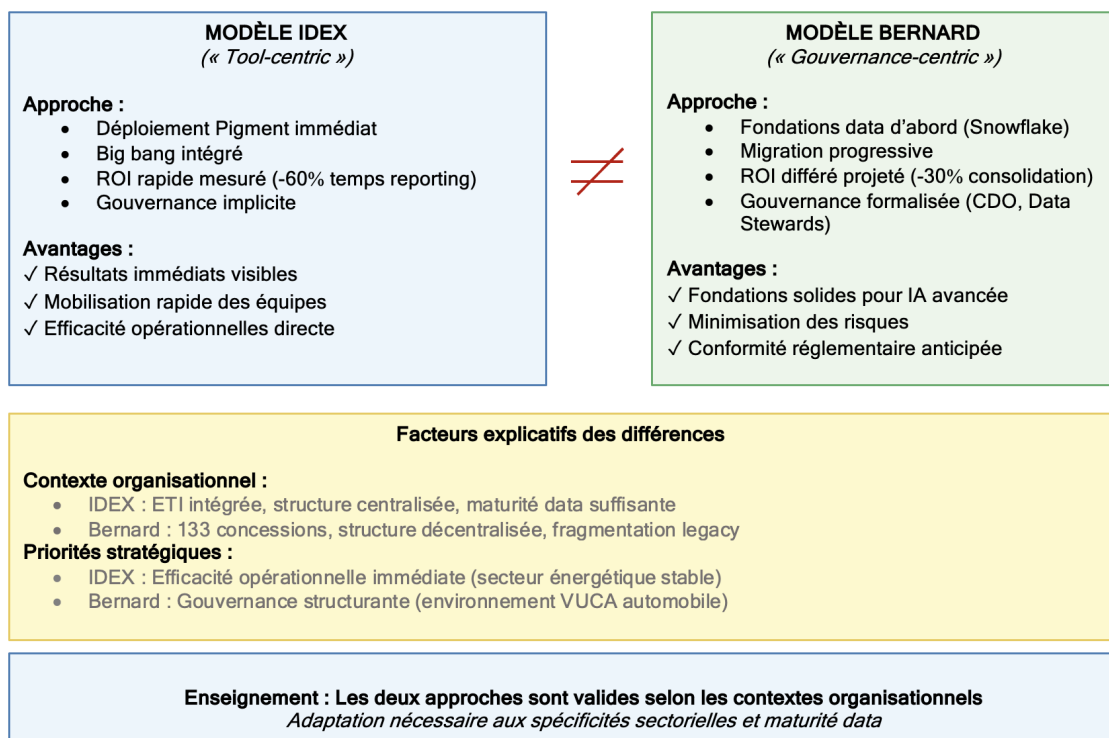 MODÈLE IDEX
(« Tool-centric »)
Approche :
• Déploiement Pigment immédiat
• Big bang intégré
• ROI rapide mesuré (-60% temps reporting)
• Gouvernance implicite
Avantages :
✓ Résultats immédiats visibles
✓ Mobilisation rapide des équipes
✓ Efficacité opérationnelles directe
≠
MODÈLE BERNARD
(« Gouvernance-centric »)
Approche :
• Fondations data d'abord (Snowflake)
• Migration progressive
• ROI différé projeté (-30% consolidation)
• Gouvernance formalisée (CDO, Data
Stewards)
Avantages :
✓ Fondations solides pour IA avancée
✓ Minimisation des risques
✓ Conformité réglementaire anticipée
Facteurs explicatifs des différences
Contexte organisationnel :
• IDEX : ETI intégrée, structure centralisée, maturité data suffisante
• Bernard : 133 concessions, structure décentralisée, fragmentation legacy
Priorités stratégiques :
• IDEX : Efficacité opérationnelle immédiate (secteur énergétique stable)
• Bernard : Gouvernance structurante (environnement VUCA automobile)
Enseignement : Les deux approches sont valides selon les contextes organisationnels
Adaptation nécessaire aux spécificités sectorielles et maturité data